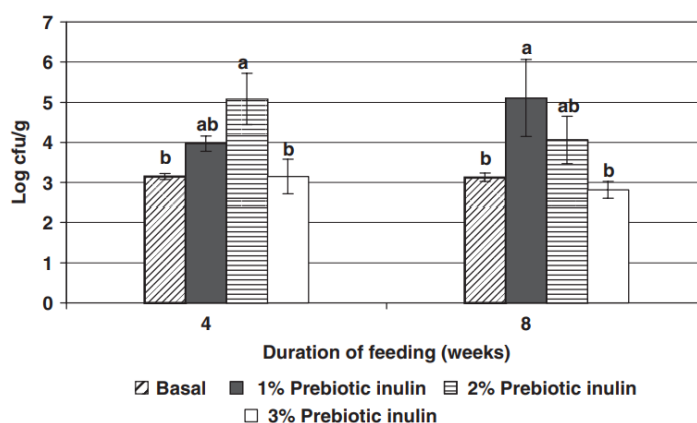 7
6
5
4
3
2
1
0
Log cfu/g
b ab a b
b a ab b
4 8
Duration of feeding (weeks)
Basal 1% Prebiotic inulin 2% Prebiotic inulin
3% Prebiotic inulin